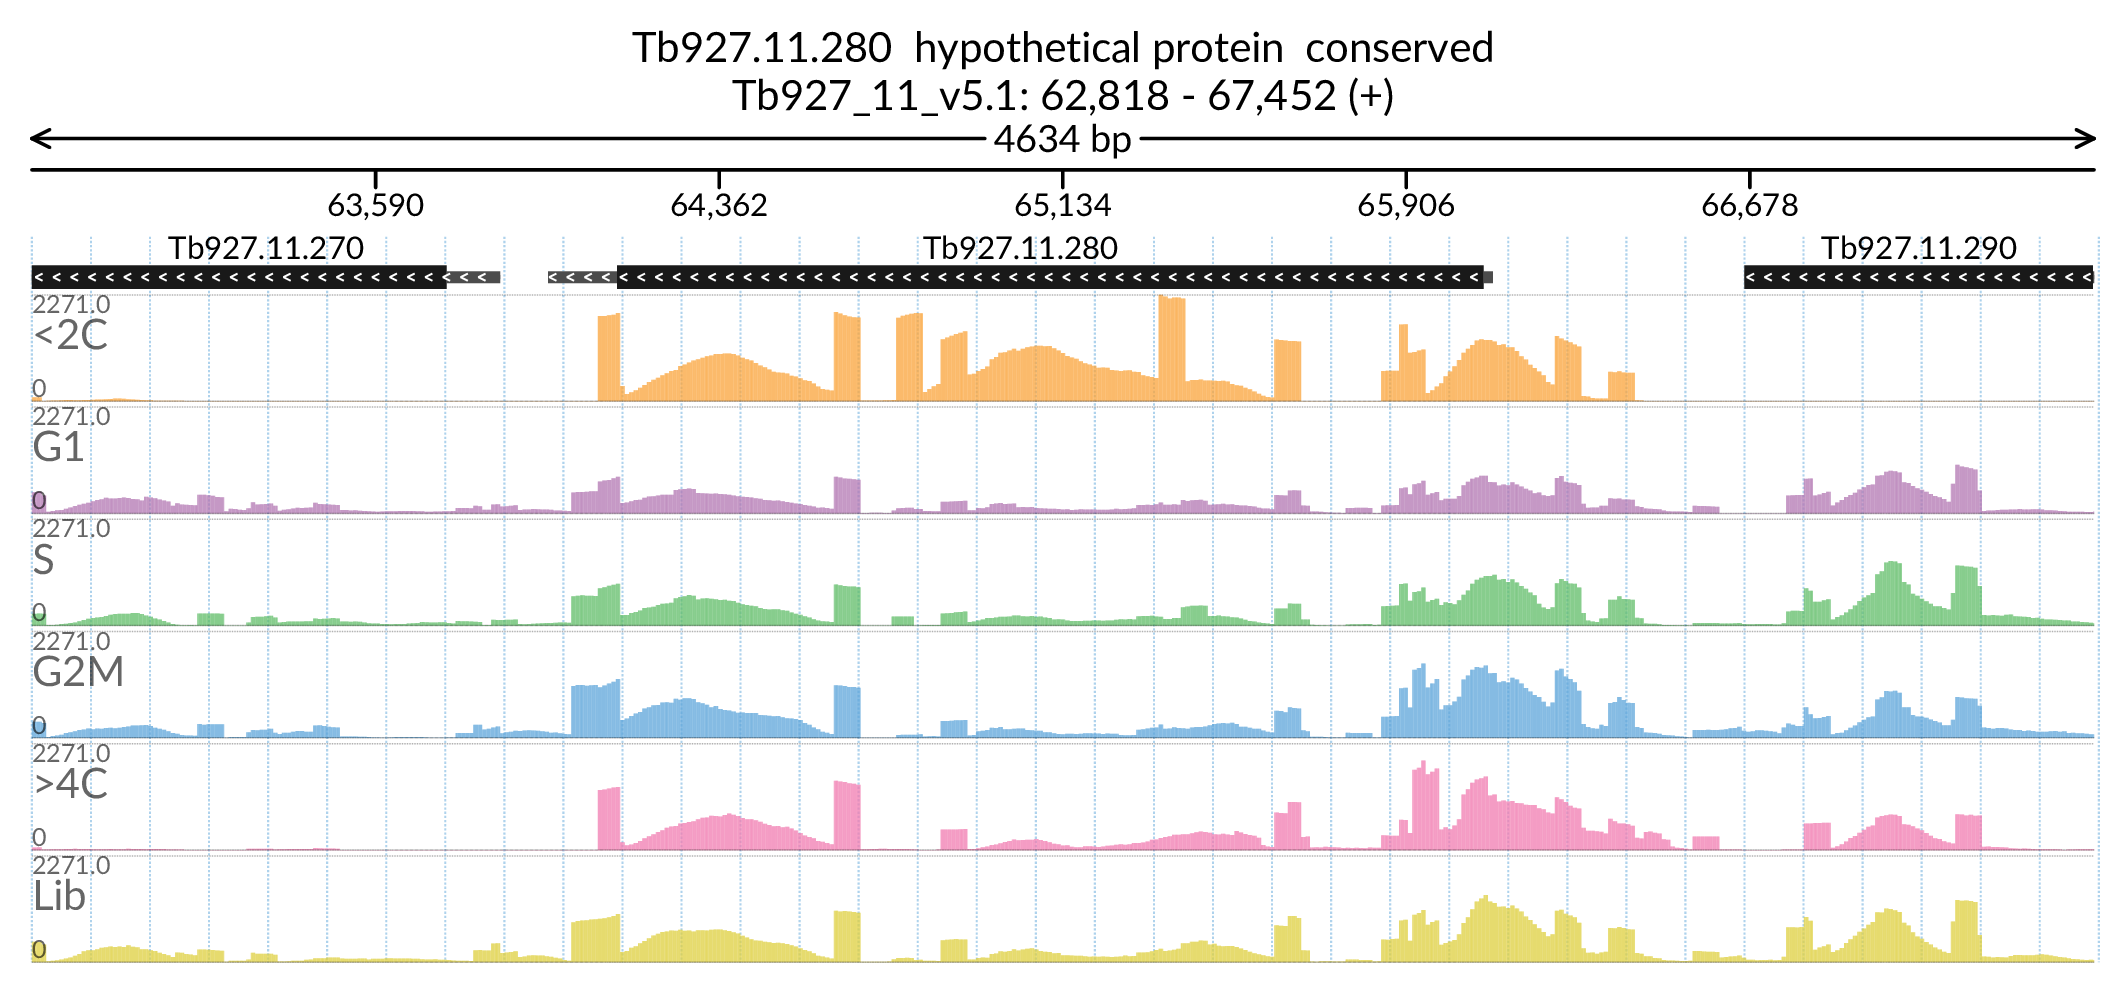 Tb927.11.280  hypothetical protein  conserved
Tb927_11_v5.1: 62,818 - 67,452 (+)
4634 bp
63,590 64,362 65,134 65,906 66,678
Tb927.11.270 Tb927.11.280 Tb927.11.290
2271.0
<2C
0
2271.0
G1
0
2271.0
S
0
2271.0
G2M
0
2271.0
>4C
0
2271.0
Lib
0